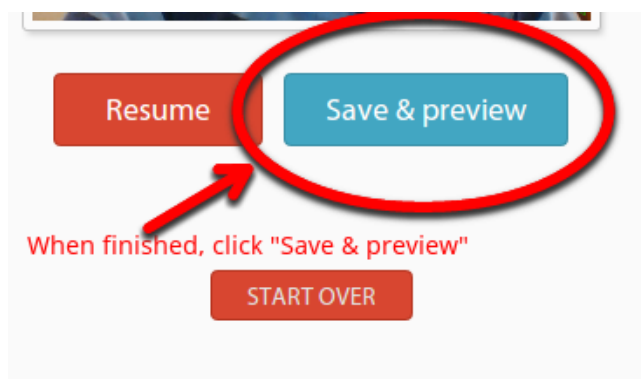 Resume
Save & preview
When finished, click "Save & preview"
START OVER